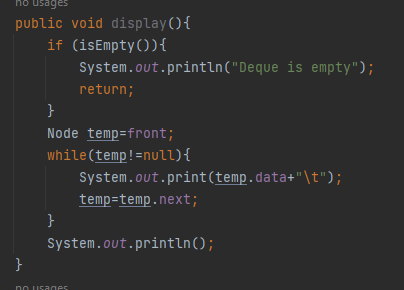 no usages
public void display(){
if (isEmpty()){
System.out.println("Deque is empty");
return;
}
Node temp=front;
while(temp!=null){
System.out.print(temp.data+"\t");
temp=temp.next;
}
System.out.println();
}
no usages